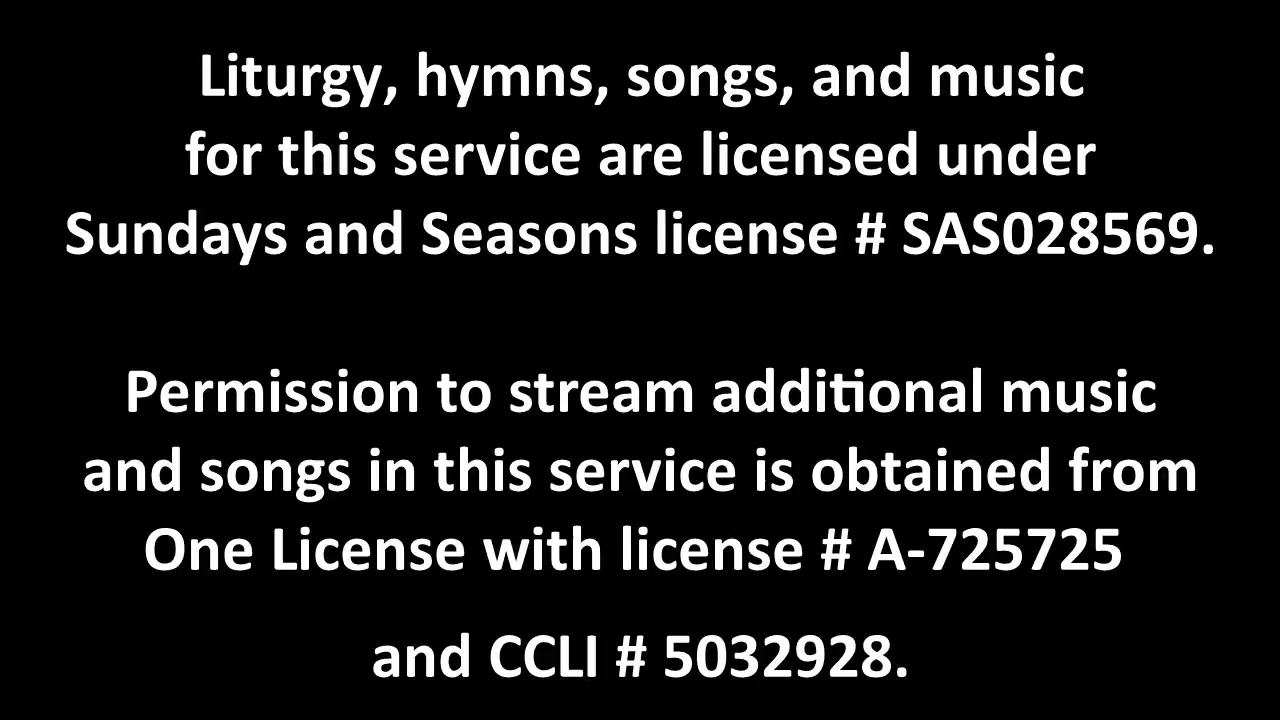 Liturgy, hymns, songs, and music
for this service are licensed under
Sundays and Seasons license # SAS028569.
Permission to stream additional music
and songs in this service is obtained from
One License with license # A-725725
and CCLI # 5032928.